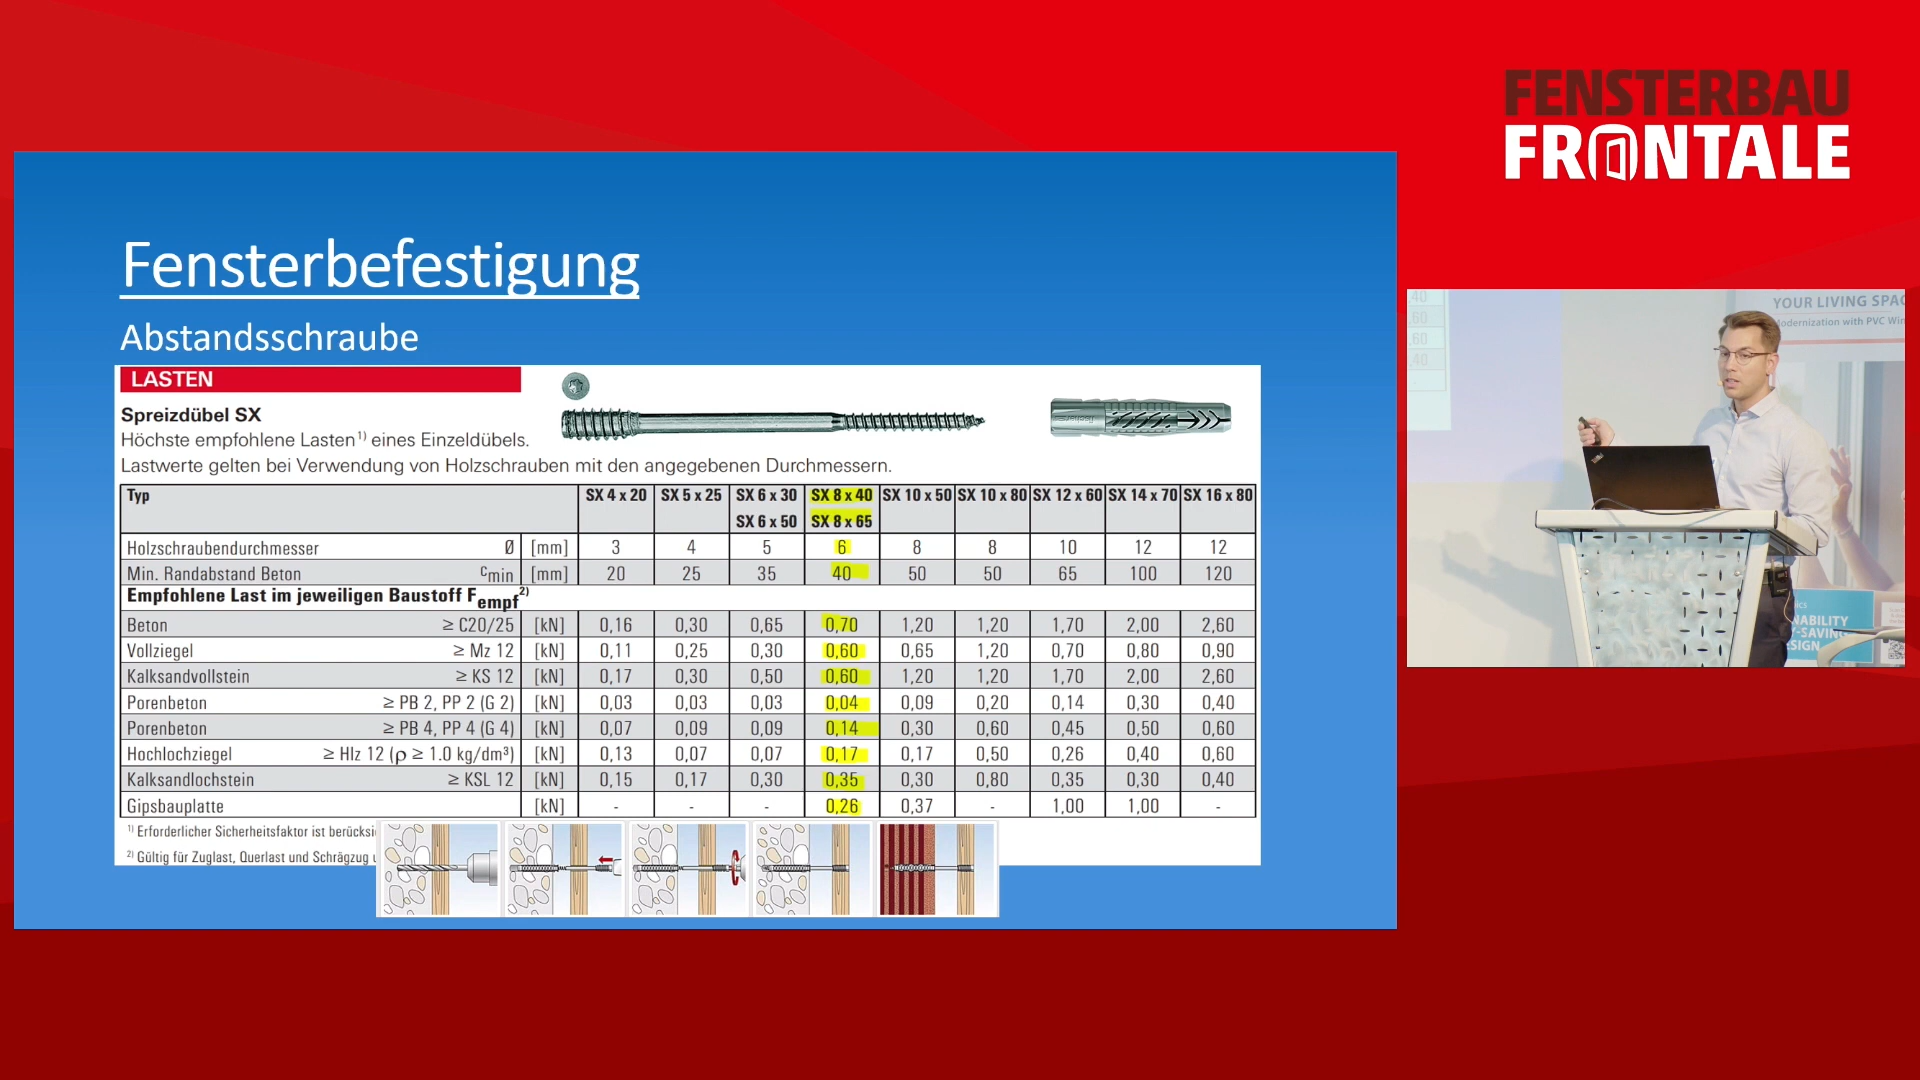 FENSTERBAU
FRONTALE
Fensterbefestigung
Abstandsschraube
LASTEN
Spreizdübel SX
Höchste empfohlene Lasten1) eines Einzeldübels.
Lastwerte gelten bei Verwendung von Holzschrauben mit den angegebenen Durchmessern.
Typ SX 4 x 20 SX 5 x 25 SX 6 x 30 SX 8 x 40 SX 10 x 50 SX 10 x 80 SX 12 x 60 SX 14 x 70 SX 16 x 80
SX 6 x 50 SX 8 x 65
Holzschraubendurchmesser Ø [mm] 3 4 5 6 8 8 10 12 12
Min. Randabstand Beton cmin [mm] 20 25 35 40 50 50 65 100 120
Empfohlene Last im jeweiligen Baustoff Fempf2)
Beton ≥ C20/25 [kN] 0,16 0,30 0,65 0,70 1,20 1,20 1,70 2,00 2,60
Vollziegel ≥ Mz 12 [kN] 0,11 0,25 0,30 0,60 0,65 1,20 0,70 0,80 0,90
Kalksandvollstein ≥ KS 12 [kN] 0,17 0,30 0,50 0,60 1,20 1,20 1,70 2,00 2,60
Porenbeton ≥ PB 2, PP 2 (G 2) [kN] 0,03 0,03 0,03 0,04 0,09 0,20 0,14 0,30 0,40
Porenbeton ≥ PB 4, PP 4 (G 4) [kN] 0,07 0,09 0,09 0,14 0,30 0,60 0,45 0,50 0,60
Hochlochziegel ≥ Hlz 12 (ρ ≥ 1.0 kg/dm³) [kN] 0,13 0,07 0,07 0,17 0,17 0,50 0,26 0,40 0,60
Kalksandlochstein ≥ KSL 12 [kN] 0,15 0,17 0,30 0,35 0,30 0,80 0,35 0,30 0,40
Gipsbauplatte [kN] - - - 0,26 0,37 - 1,00 1,00 -
1) Erforderlicher Sicherheitsfaktor ist berücksi
2) Gültig für Zuglast, Querlast und Schrägzug u
,40
,60
,60
,40
YOUR LIVING SPAC
Modernization with PVC Win
NABILITY
Y-SAVING
SIGN